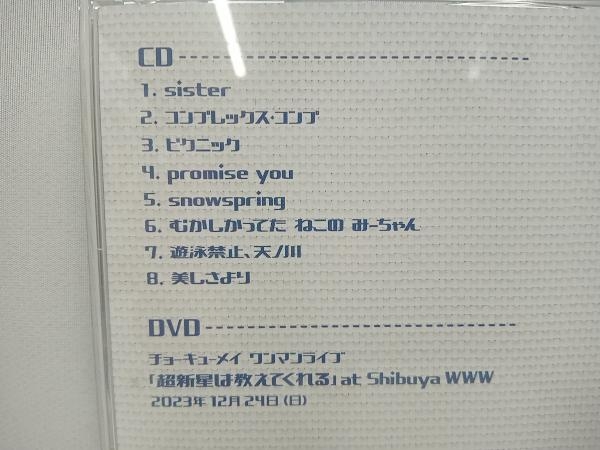 CD
1. sister
2. コンプレックス・コンプ
3. ピクニック
4. promise you
5. snowspring
6. むかしかってた ねこの みーちゃん
7. 遊泳禁止、天ノ川
8. 美しさより
DVD
チョーキューメイ ワンマンライブ
「超新星は教えてくれる」at Shibuya WWW
2023年12月24日(日)